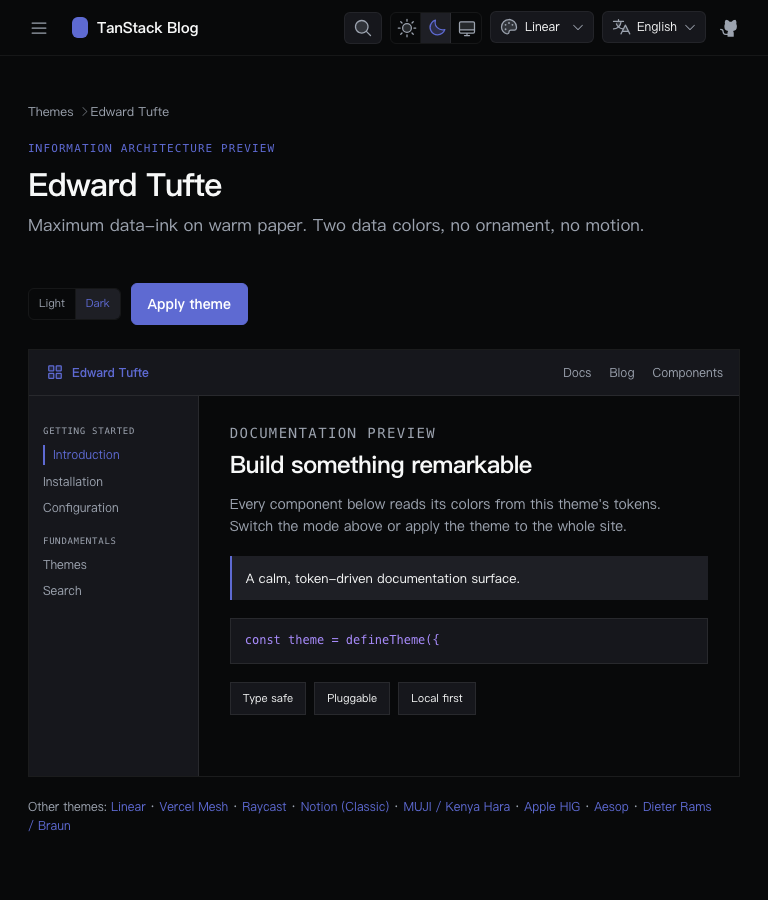 TanStack Blog
Linear
English
Themes
Edward Tufte
INFORMATION ARCHITECTURE PREVIEW
Edward Tufte
Maximum data–ink on warm paper. Two data colors, no ornament, no motion.
Light
Dark
Apply theme
Edward Tufte
Docs
Blog
Components
GETTING STARTED
Introduction
Installation
Configuration
FUNDAMENTALS
Themes
Search
DOCUMENTATION PREVIEW
Build something remarkable
Every component below reads its colors from this theme's tokens.
Switch the mode above or apply the theme to the whole site.
A calm, token–driven documentation surface.
const theme = defineTheme({
Type safe
Pluggable
Local first
Other themes: Linear · Vercel Mesh · Raycast · Notion (Classic) · MUJI / Kenya Hara · Apple HIG · Aesop · Dieter Rams
/ Braun